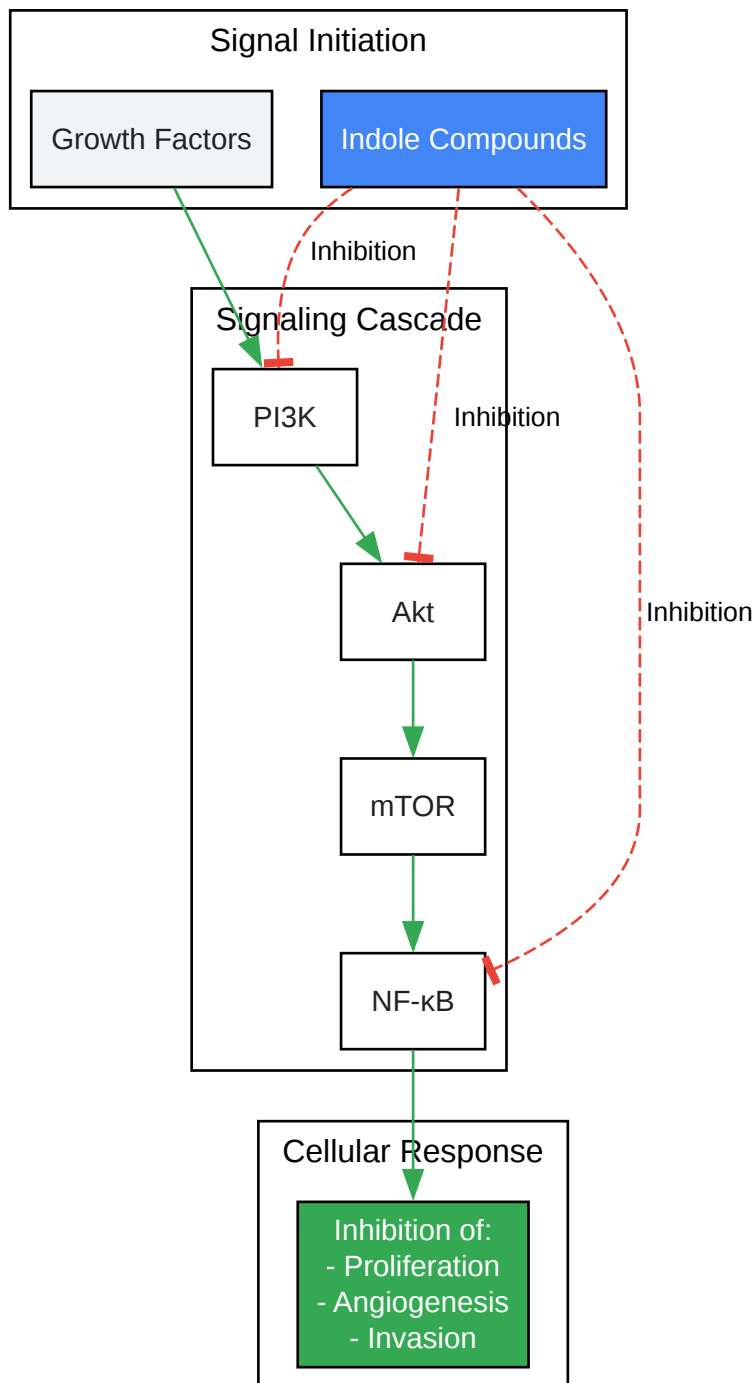 Signal Initiation
Growth Factors
Indole Compounds
Inhibition
Signaling Cascade
PI3K
Inhibition
Akt
Inhibition
mTOR
NF-κB
Cellular Response
Inhibition of:
- Proliferation
- Angiogenesis
- Invasion